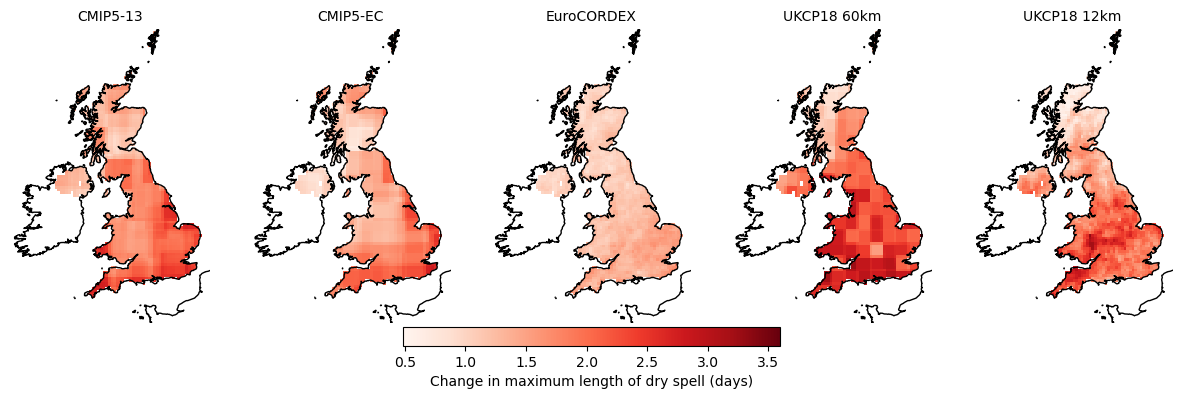 CMIP5-13 CMIP5-EC EuroCORDEX UKCP18 60km UKCP18 12km
0.5 1.0 1.5 2.0 2.5 3.0 3.5
Change in maximum length of dry spell (days)